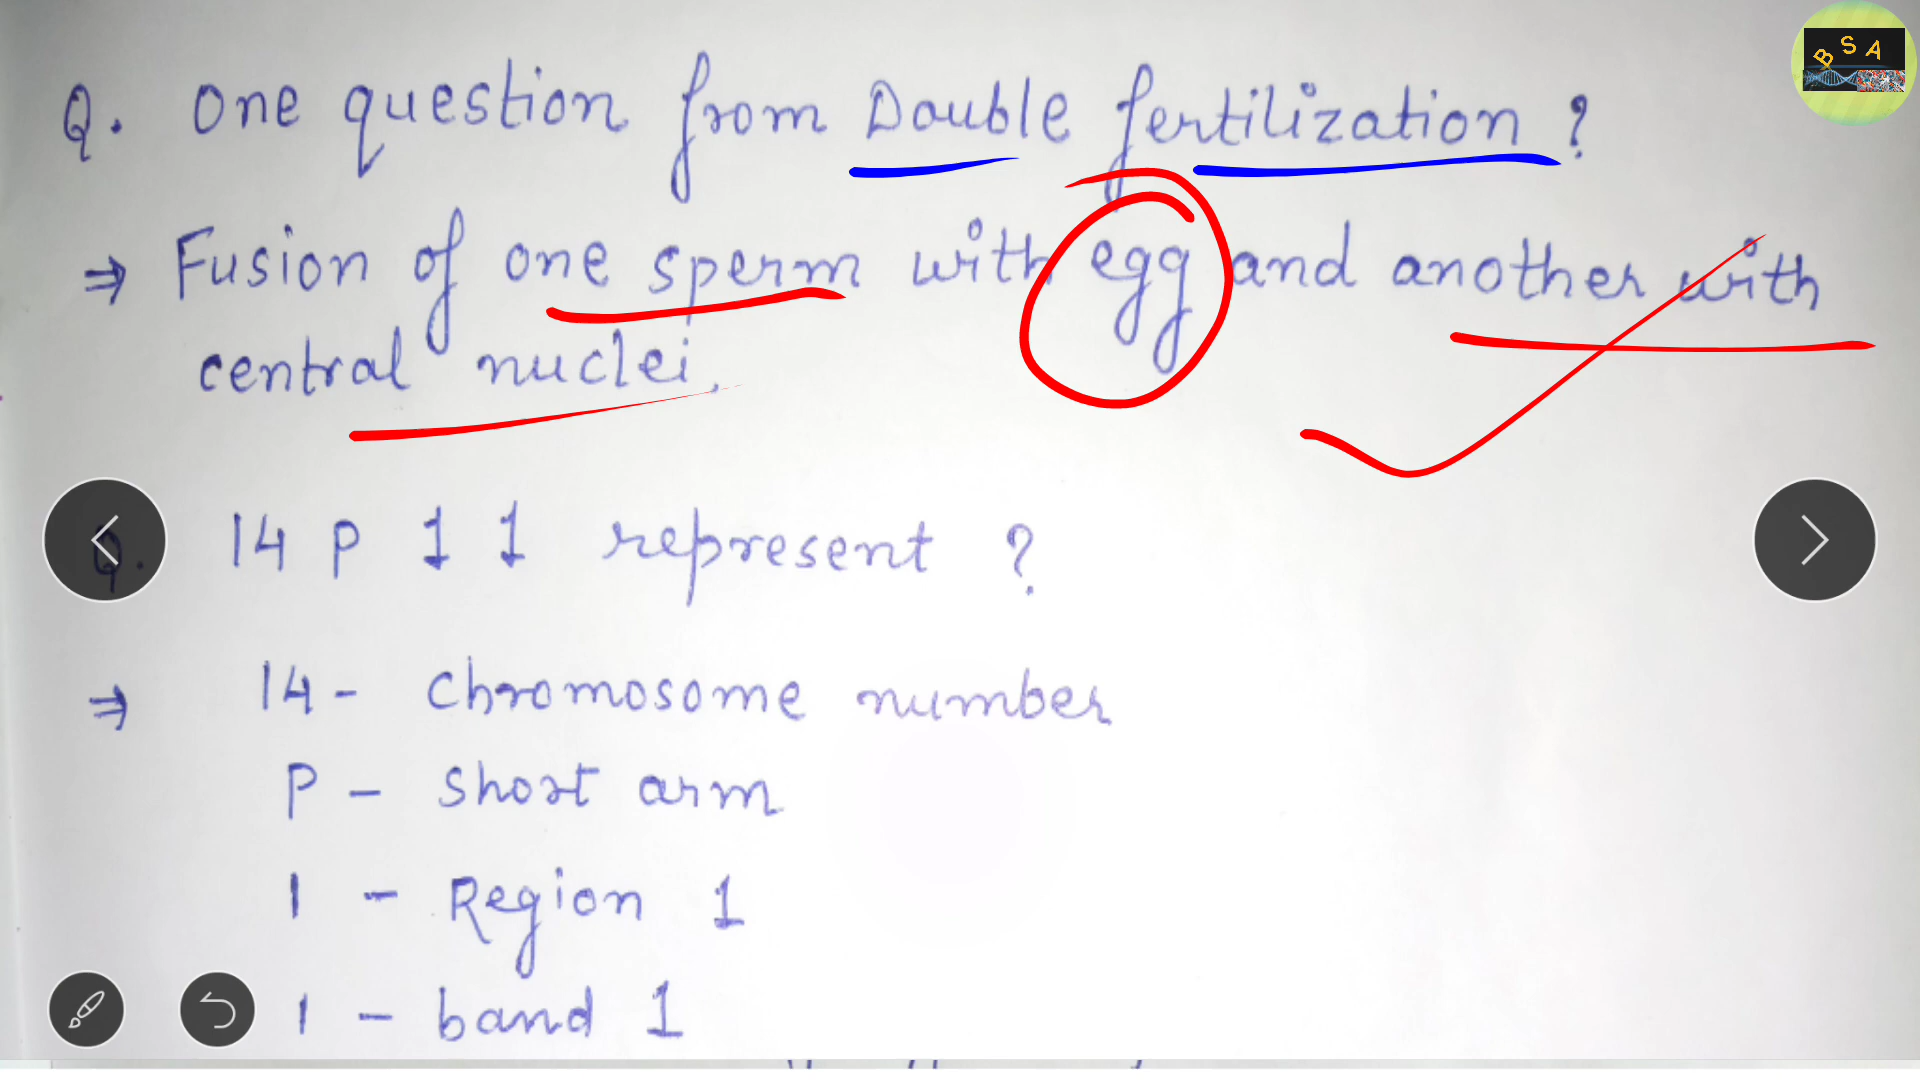 BSA
Q. One question from Double fertilization ?
⇒ Fusion of one sperm with egg and another with
central nuclei.
Q. 14 p 1 1 represent ?
⇒ 14 - Chromosome number
P - Short arm
1 - Region 1
1 - band 1